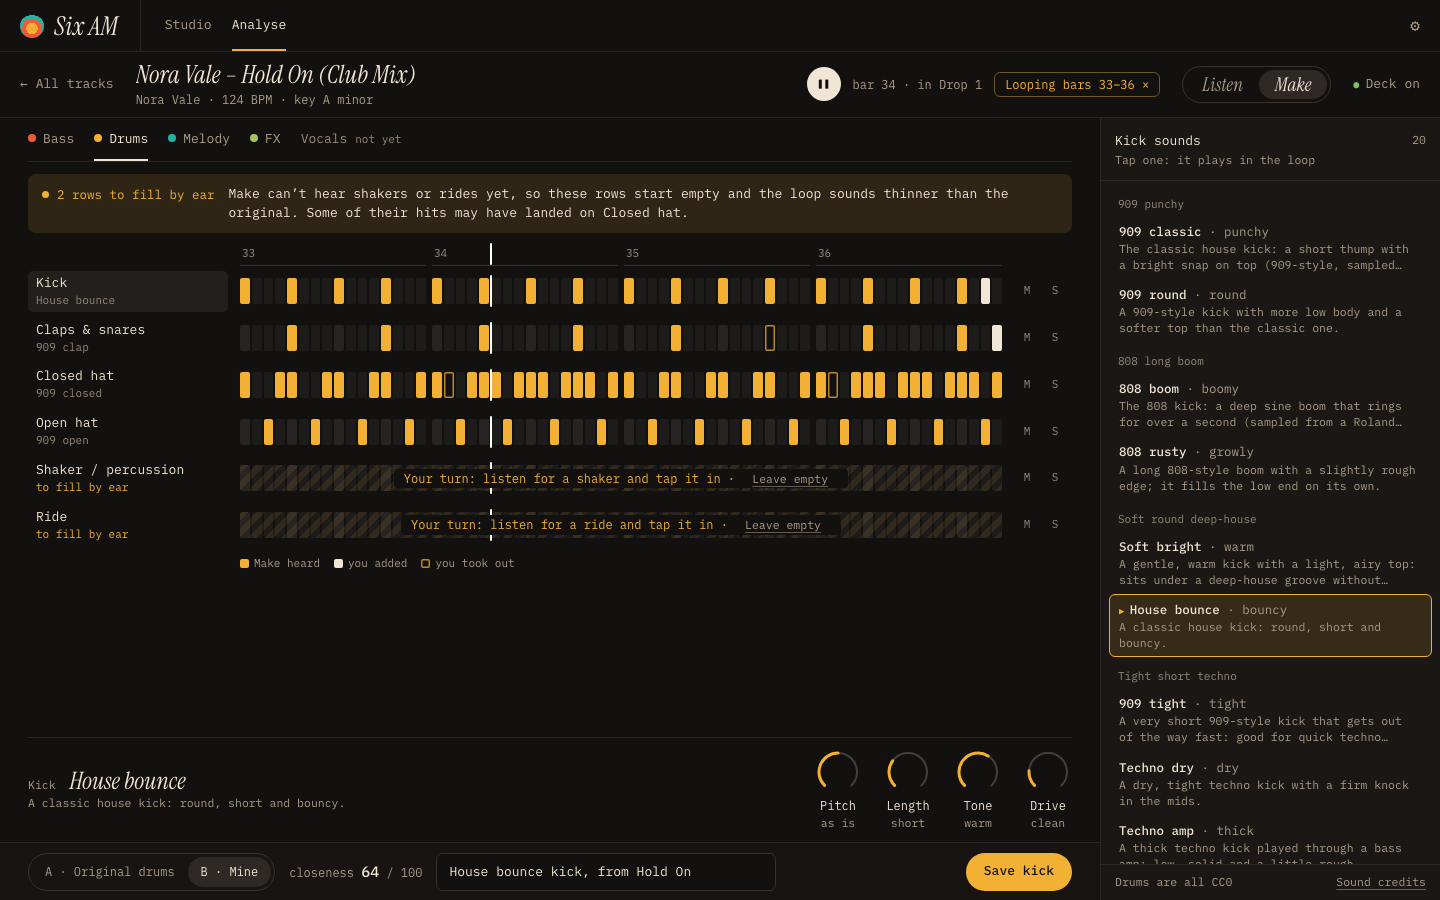 Six AM
Studio
Analyse
← All tracks
Nora Vale – Hold On (Club Mix)
Nora Vale · 124 BPM · key A minor
bar 34 · in Drop 1
Looping bars 33–36 ×
Listen
Make
Deck on
Bass
Drums
Melody
FX
Vocals not yet
2 rows to fill by ear
Make can’t hear shakers or rides yet, so these rows start empty and the loop sounds thinner than the
original. Some of their hits may have landed on Closed hat.
33
34
35
36
Kick
House bounce
M S
Claps & snares
909 clap
M S
Closed hat
909 closed
M S
Open hat
909 open
M S
Shaker / percussion
to fill by ear
Your turn: listen for a shaker and tap it in · Leave empty
M S
Ride
to fill by ear
Your turn: listen for a ride and tap it in · Leave empty
M S
Make heard
you added
you took out
Kick House bounce
A classic house kick: round, short and bouncy.
Pitch
as is
Length
short
Tone
warm
Drive
clean
A · Original drums
B · Mine
closeness 64 / 100
House bounce kick, from Hold On
Save kick
Kick sounds
20
Tap one: it plays in the loop
909 punchy
909 classic · punchy
The classic house kick: a short thump with
a bright snap on top (909-style, sampled…
909 round · round
A 909-style kick with more low body and a
softer top than the classic one.
808 long boom
808 boom · boomy
The 808 kick: a deep sine boom that rings
for over a second (sampled from a Roland…
808 rusty · growly
A long 808-style boom with a slightly rough
edge; it fills the low end on its own.
Soft round deep-house
Soft bright · warm
A gentle, warm kick with a light, airy top:
sits under a deep-house groove without…
▶ House bounce · bouncy
A classic house kick: round, short and
bouncy.
Tight short techno
909 tight · tight
A very short 909-style kick that gets out
of the way fast: good for quick techno…
Techno dry · dry
A dry, tight techno kick with a firm knock
in the mids.
Techno amp · thick
A thick techno kick played through a bass
amp: low, solid and a little rough.
Drums are all CC0
Sound credits